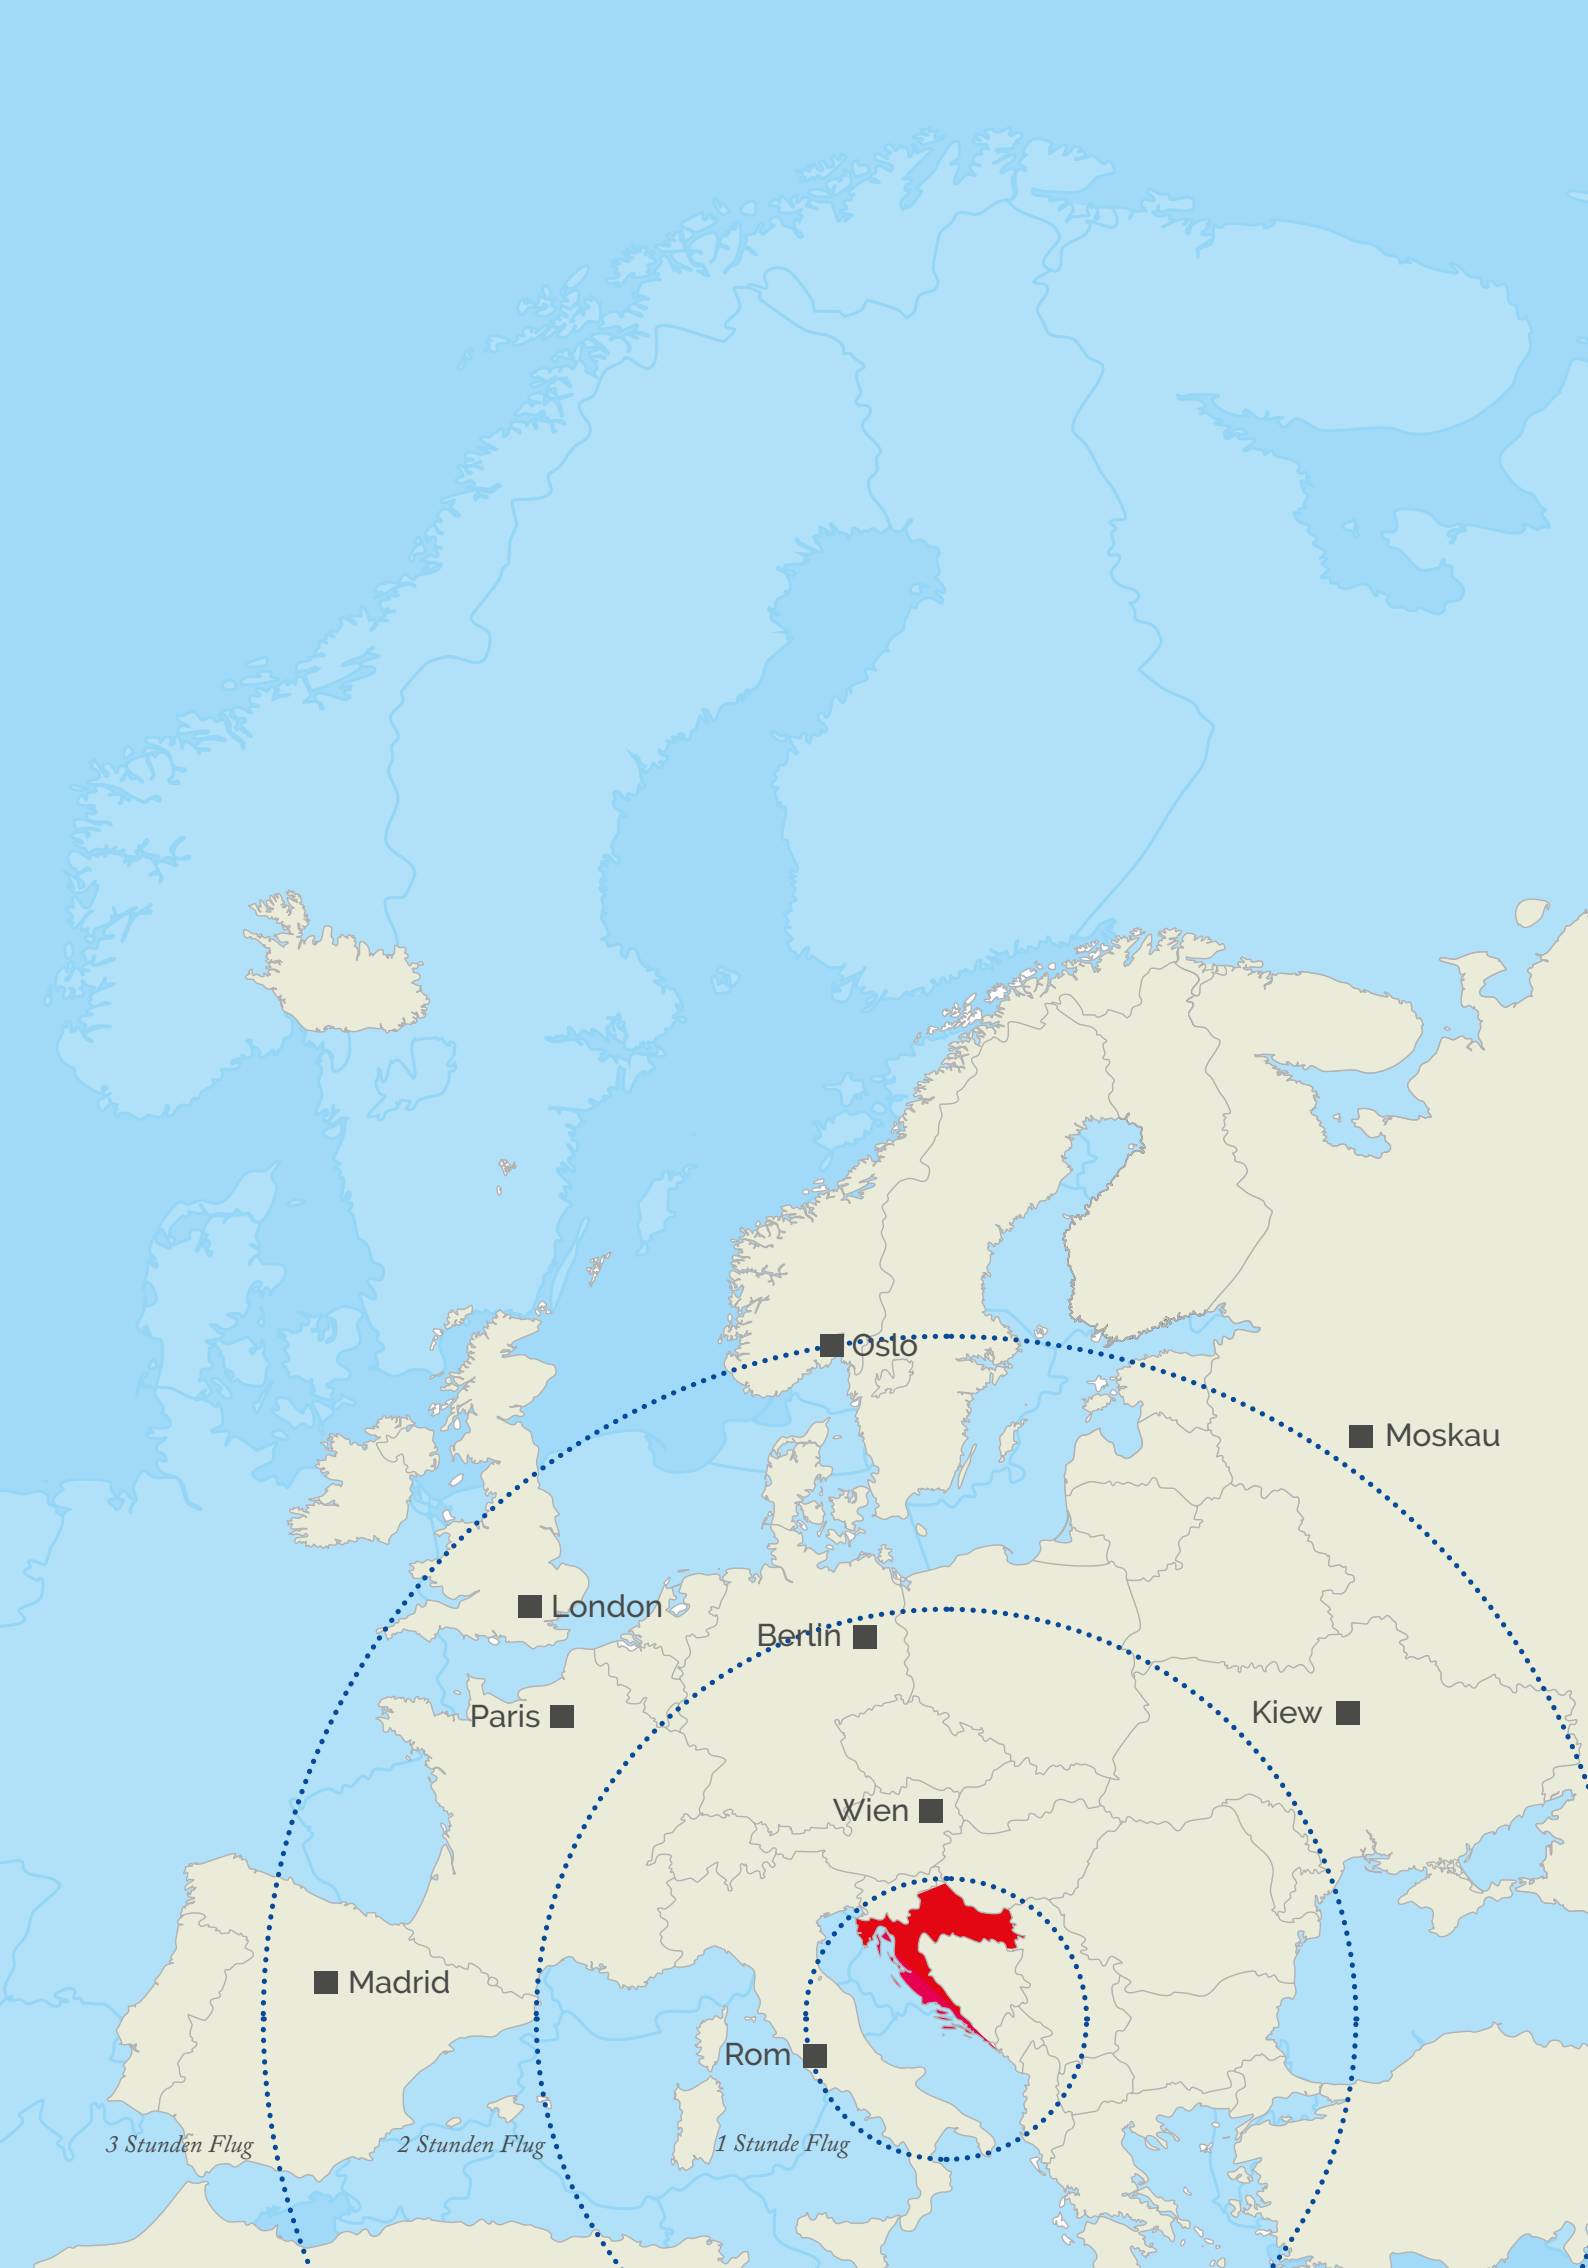 Oslo
Moskau
London
Berlin
Paris
Kiew
Wien
Madrid
Rom
3 Stunden Flug
2 Stunden Flug
1 Stunde Flug